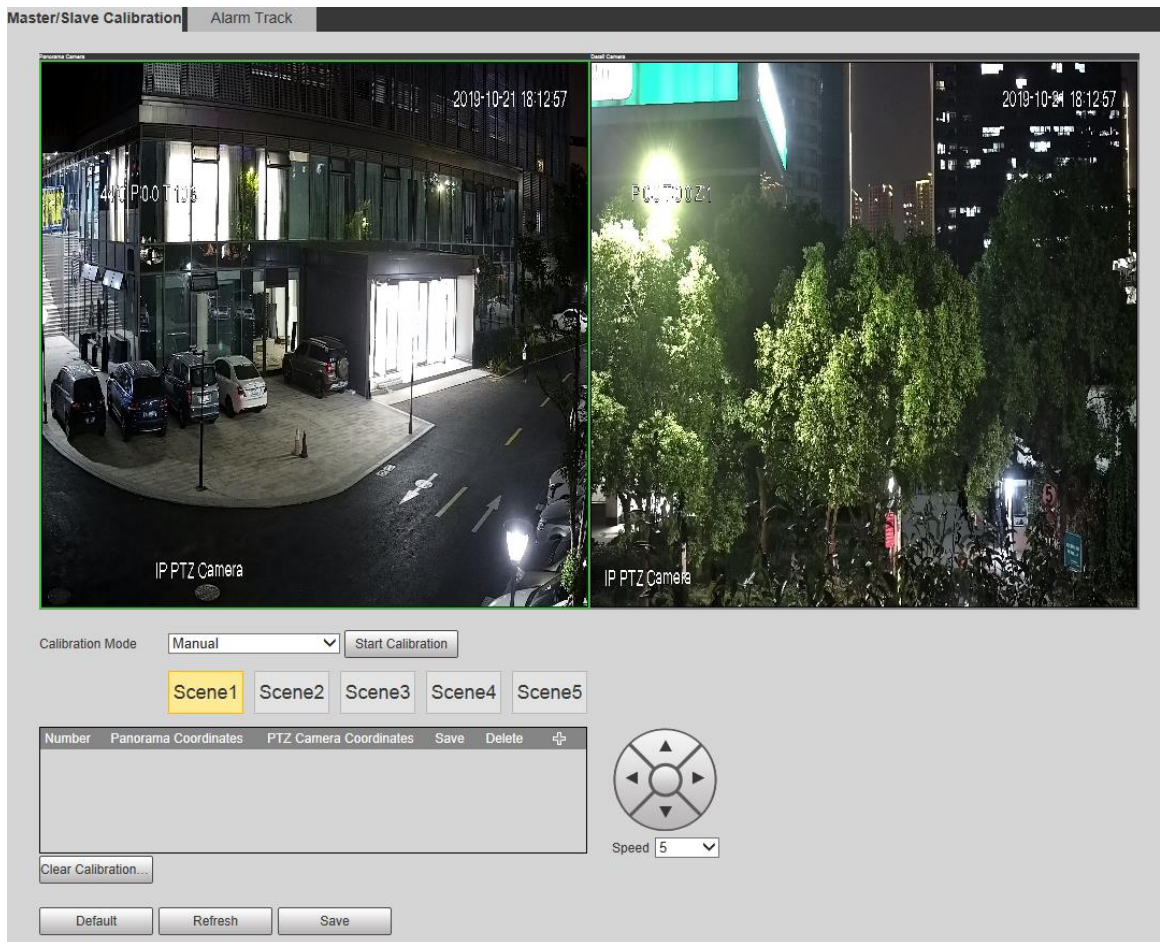 Master/Slave Calibration
Alarm Track
Panorama Camera
Detail Camera
2019-10-21 18:12:57
2019-10-21 18:12:57
IP PTZ Camera
IP PTZ Camera
5
Calibration Mode
Manual
Start Calibration
Scene1
Scene2
Scene3
Scene4
Scene5
Number
Panorama Coordinates
PTZ Camera Coordinates
Save
Delete
Speed
5
Clear Calibration...
Default
Refresh
Save